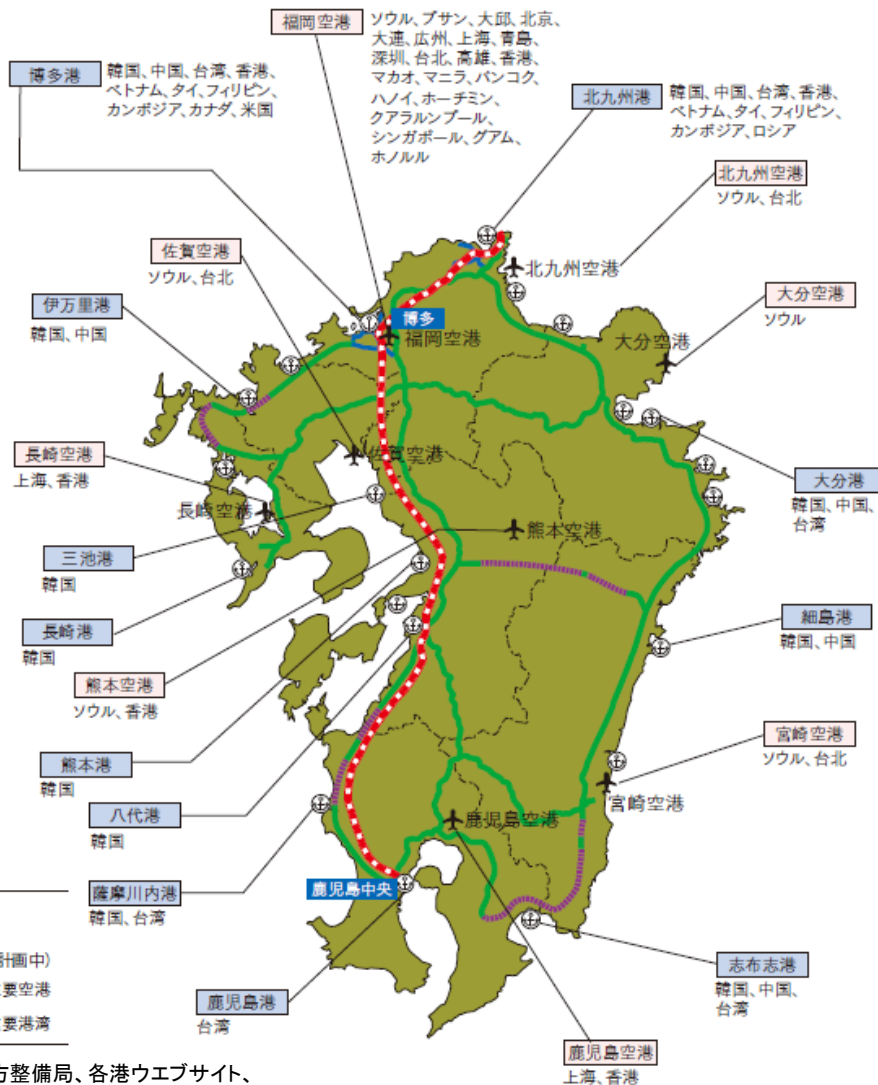 福岡空港
ソウル、プサン、大邱、北京、
大連、広州、上海、青島、
深圳、台北、高雄、香港、
マカオ、マニラ、バンコク、
ハノイ、ホーチミン、
クアラルンプール、
シンガポール、グアム、
ホノルル
博多港
韓国、中国、台湾、香港、
ベトナム、タイ、フィリピン、
カンボジア、カナダ、米国
北九州港
韓国、中国、台湾、香港、
ベトナム、タイ、フィリピン、
カンボジア、ロシア
北九州空港
ソウル、台北
佐賀空港
ソウル、台北
北九州空港
伊万里港
韓国、中国
大分空港
ソウル
博多
福岡空港
大分空港
長崎空港
上海、香港
佐賀空港
大分港
韓国、中国、
台湾
長崎空港
熊本空港
三池港
韓国
長崎港
韓国
細島港
韓国、中国
熊本空港
ソウル、香港
宮崎空港
ソウル、台北
熊本港
韓国
宮崎空港
八代港
韓国
鹿児島空港
薩摩川内港
韓国、台湾
鹿児島中央
計画中)
要空港
要港湾
志布志港
韓国、中国、
台湾
鹿児島港
台湾
鹿児島空港
上海、香港
方整備局、各港ウエブサイト、